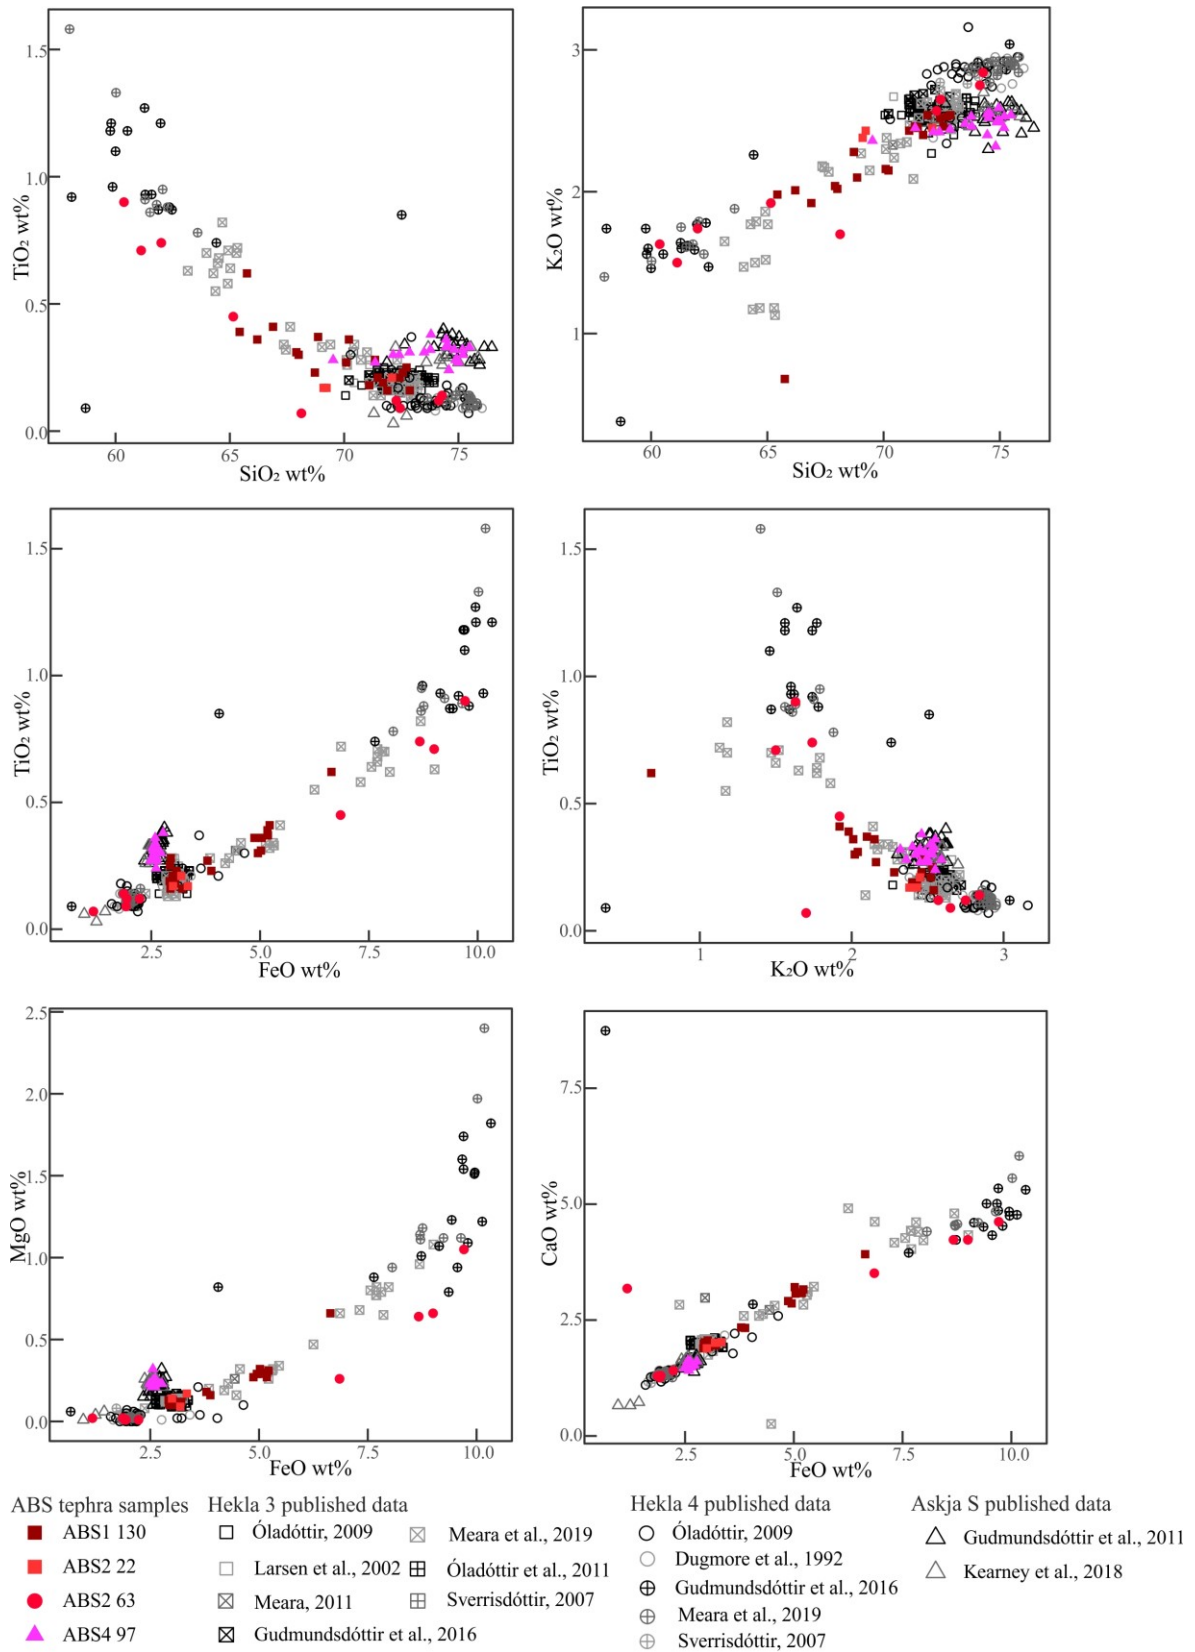 1.5
1.0
0.5
0.0
TiO₂ wt%
60
65
70
75
SiO₂ wt%
3
2
1
K₂O wt%
60
65
70
75
SiO₂ wt%
1.5
1.0
0.5
0.0
TiO₂ wt%
2.5
5.0
7.5
10.0
FeO wt%
1.5
1.0
0.5
0.0
TiO₂ wt%
1
2
3
K₂O wt%
2.5
2.0
1.5
1.0
0.5
0.0
MgO wt%
2.5
5.0
7.5
10.0
FeO wt%
7.5
5.0
2.5
0.0
CaO wt%
2.5
5.0
7.5
10.0
FeO wt%
ABS tephra samples
ABS1 130
ABS2 22
ABS2 63
ABS4 97
Hekla 3 published data
Óladóttir, 2009
Larsen et al., 2002
Meara, 2011
Gudmundsdóttir et al., 2016
Meara et al., 2019
Óladóttir et al., 2011
Sverrisdóttir, 2007
Hekla 4 published data
Óladóttir, 2009
Dugmore et al., 1992
Gudmundsdóttir et al., 2016
Meara et al., 2019
Sverrisdóttir, 2007
Askja S published data
Gudmundsdóttir et al., 2011
Kearney et al., 2018